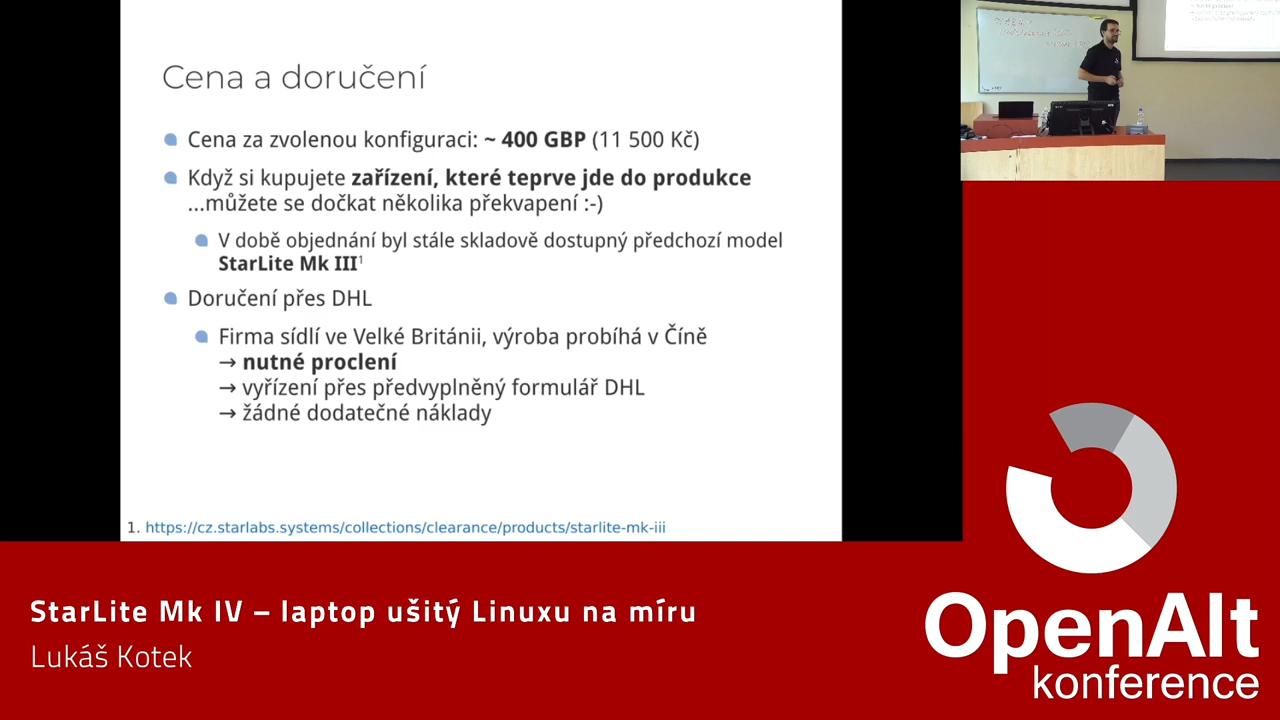 Cena a doručení
Cena za zvolenou konfiguraci: ~ 400 GBP (11 500 Kč)
Když si kupujete zařízení, které teprve jde do produkce
...můžete se dočkat několika překvapení :-)
V době objednání byl stále skladově dostupný předchozí model
StarLite Mk III¹
Doručení přes DHL
Firma sídlí ve Velké Británii, výroba probíhá v Číně
→ nutné proclení
→ vyřízení přes předvyplněný formulář DHL
→ žádné dodatečné náklady
1. https://cz.starlabs.systems/collections/clearance/products/starlite-mk-iii
StarLite Mk IV – laptop ušitý Linuxu na míru
Lukáš Kotek
OpenAlt
konference